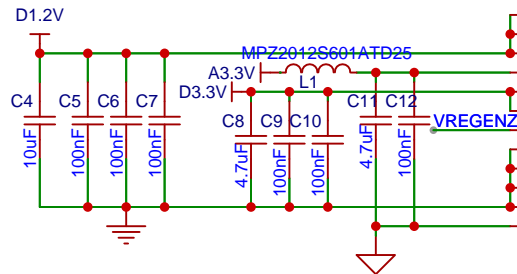 D1.2V
MPZ2012S601ATD25
A3.3V
L1
D3.3V
C4
C5
C6
C7
C8
C9
C10
C11
C12
VREGENZ
10uF
100nF
100nF
100nF
4.7uF
100nF
100nF
4.7uF
100nF